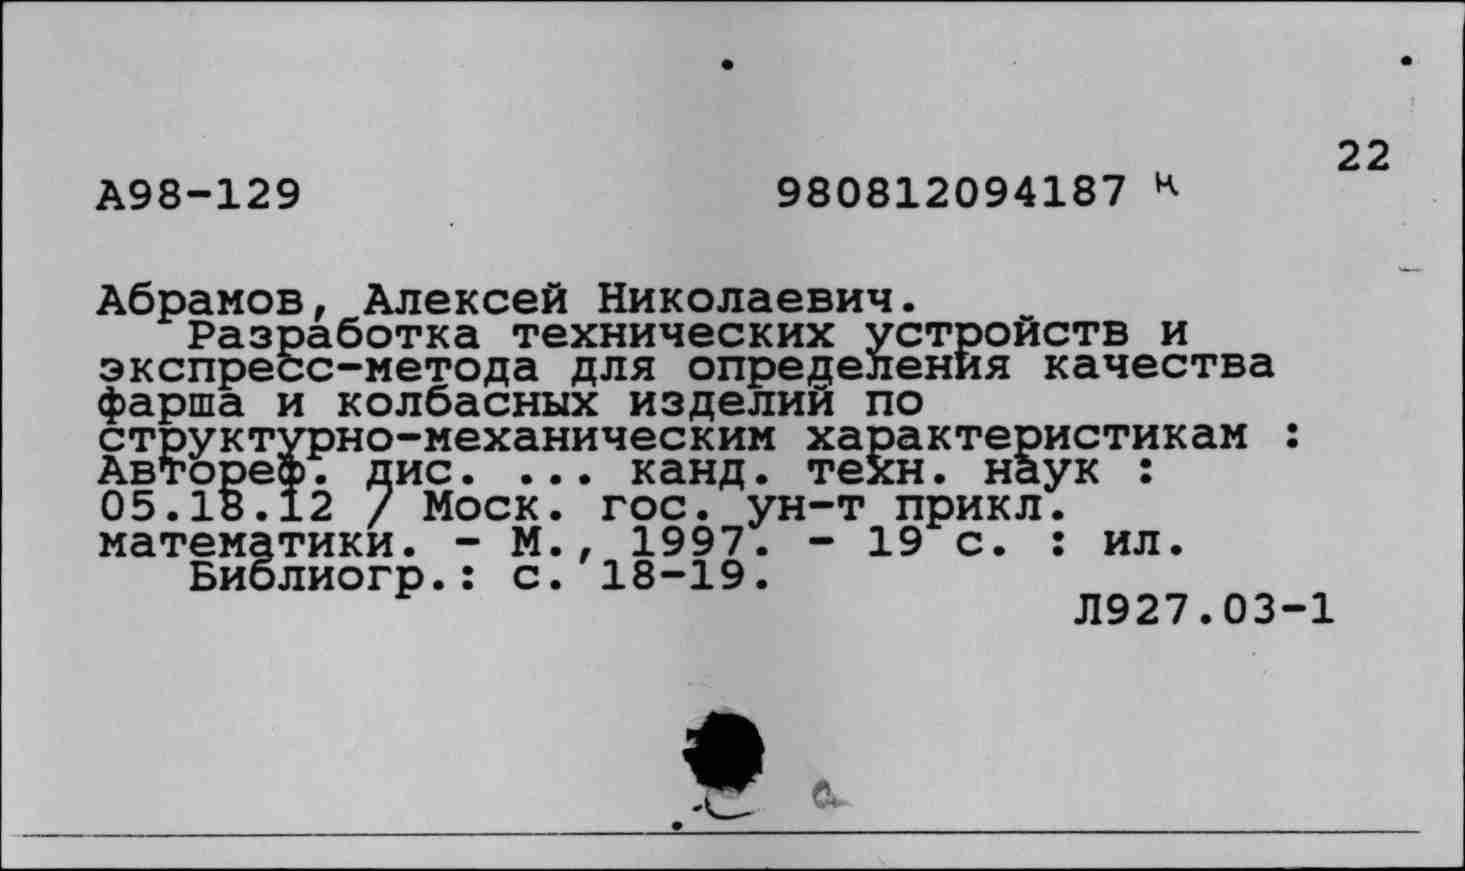 22
А98-129 980812094187 н
Абрамов, Алексей Николаевич.
Разработка технических устройств и
экспресс-метода для определения качества
фарша и колбасных изделий по
структурно-механическим характеристикам :
Автореф. дис. ... канд. техн. наук :
05.18.12 / Моск. гос. ун-т прикл.
математики. - М., 1997. - 19 с. : ил.
Библиогр.: с. 18-19.
Л927.03-1